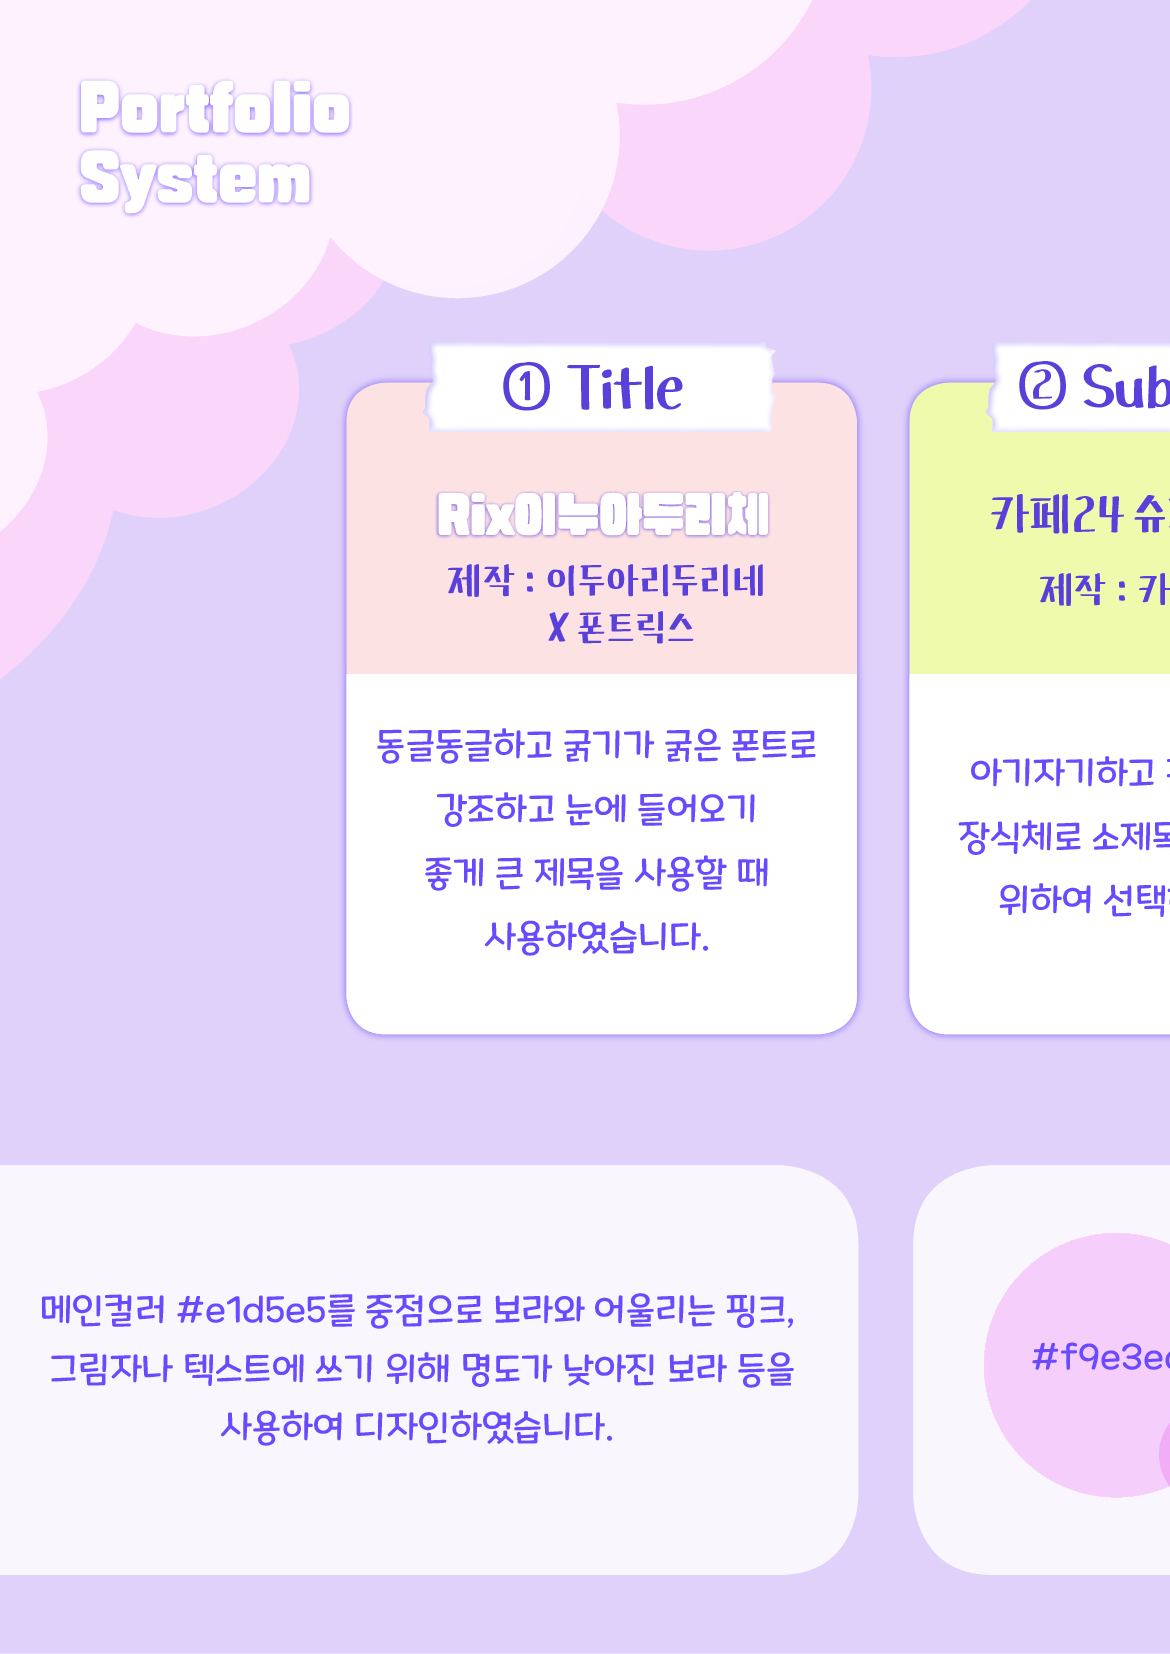 Portfolio
System
① Title
Rix이누아두리체
제작 : 이두아리두리네
X 폰트릭스
동글동글하고 굵기가 굵은 폰트로
강조하고 눈에 들어오기
좋게 큰 제목을 사용할 때
사용하였습니다.
② Sub
카페24 슈
제작 : 카
아기자기하고
장식체로 소제목
위하여 선택
메인컬러 #e1d5e5를 중점으로 보라와 어울리는 핑크,
그림자나 텍스트에 쓰기 위해 명도가 낮아진 보라 등을
사용하여 디자인하였습니다.
#f9e3e